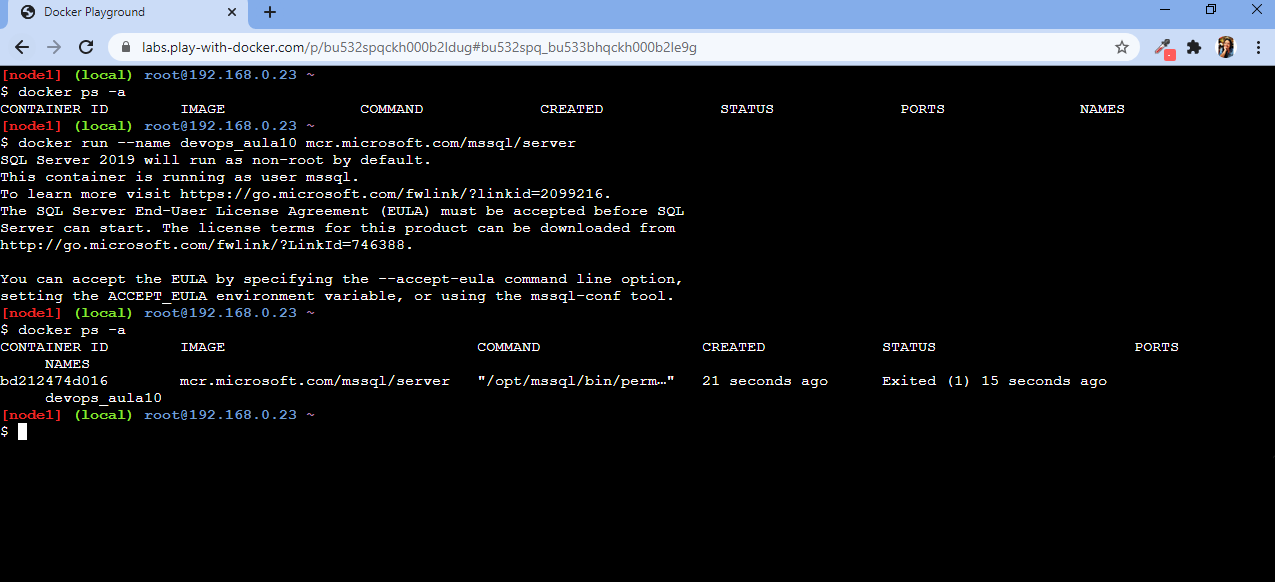 Docker Playground
labs.play-with-docker.com/p/bu532spqckh000b2ldug#bu532spq_bu533bhqckh000b2le9g
[node1] (local) root@192.168.0.23 ~
$ docker ps -a
CONTAINER ID        IMAGE               COMMAND             CREATED             STATUS              PORTS               NAMES
[node1] (local) root@192.168.0.23 ~
$ docker run --name devops_aula10 mcr.microsoft.com/mssql/server
SQL Server 2019 will run as non-root by default.
This container is running as user mssql.
To learn more visit https://go.microsoft.com/fwlink/?linkid=2099216.
The SQL Server End-User License Agreement (EULA) must be accepted before SQL
Server can start. The license terms for this product can be downloaded from
http://go.microsoft.com/fwlink/?LinkId=746388.

You can accept the EULA by specifying the --accept-eula command line option,
setting the ACCEPT_EULA environment variable, or using the mssql-conf tool.
[node1] (local) root@192.168.0.23 ~
$ docker ps -a
CONTAINER ID        IMAGE                            COMMAND                  CREATED             STATUS                      PORTS
     NAMES
bd212474d016        mcr.microsoft.com/mssql/server   "/opt/mssql/bin/perm…"   21 seconds ago      Exited (1) 15 seconds ago
     devops_aula10
[node1] (local) root@192.168.0.23 ~
$